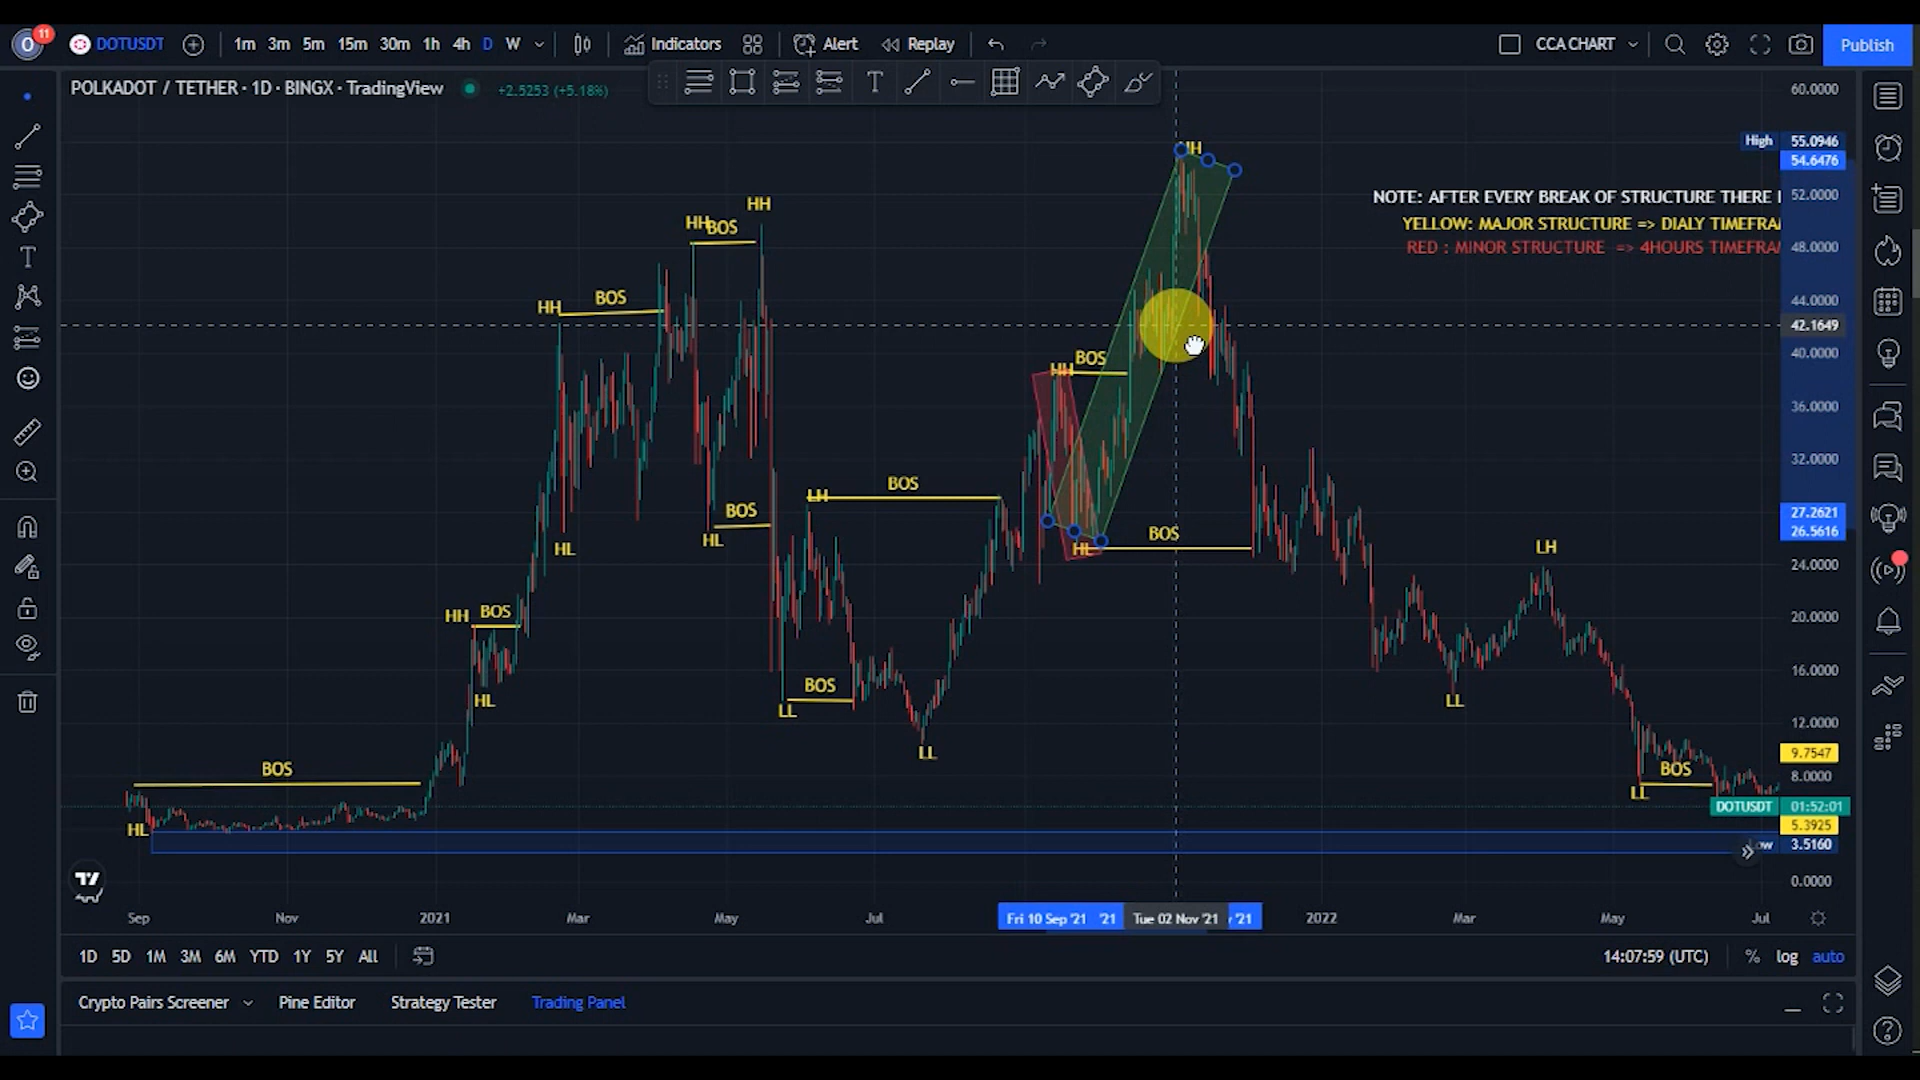 O 11 DOTUSDT 1m 3m 5m 15m 30m 1h 4h D W Indicators Alert Replay CCA CHART Publish
POLKADOT / TETHER · 1D · BINGX · TradingView +2.5253 (+5.18%)
60.0000
High 55.0946
54.6476
HH
NOTE: AFTER EVERY BREAK OF STRUCTURE THERE
52.0000
HH
HH
BOS
YELLOW: MAJOR STRUCTURE => DIALY TIMEFRA
RED : MINOR STRUCTURE => 4HOURS TIMEFRA
48.0000
HH
BOS
44.0000
42.1649
BOS
40.0000
HH
36.0000
32.0000
BOS
LH
BOS
27.2621
26.5616
HL
HL
HL
BOS
LH
24.0000
HH
BOS
20.0000
16.0000
BOS
HL
LL
LL
12.0000
LL
9.7547
BOS
BOS
8.0000
LL
DOTUSDT 01:52:01
HL
5.3925
3.5160
0.0000
Sep Nov 2021 Mar May Jul Fri 10 Sep '21 '21 Tue 02 Nov '21 '21 2022 Mar May Jul
1D 5D 1M 3M 6M YTD 1Y 5Y All 14:07:59 (UTC) % log auto
Crypto Pairs Screener Pine Editor Strategy Tester Trading Panel